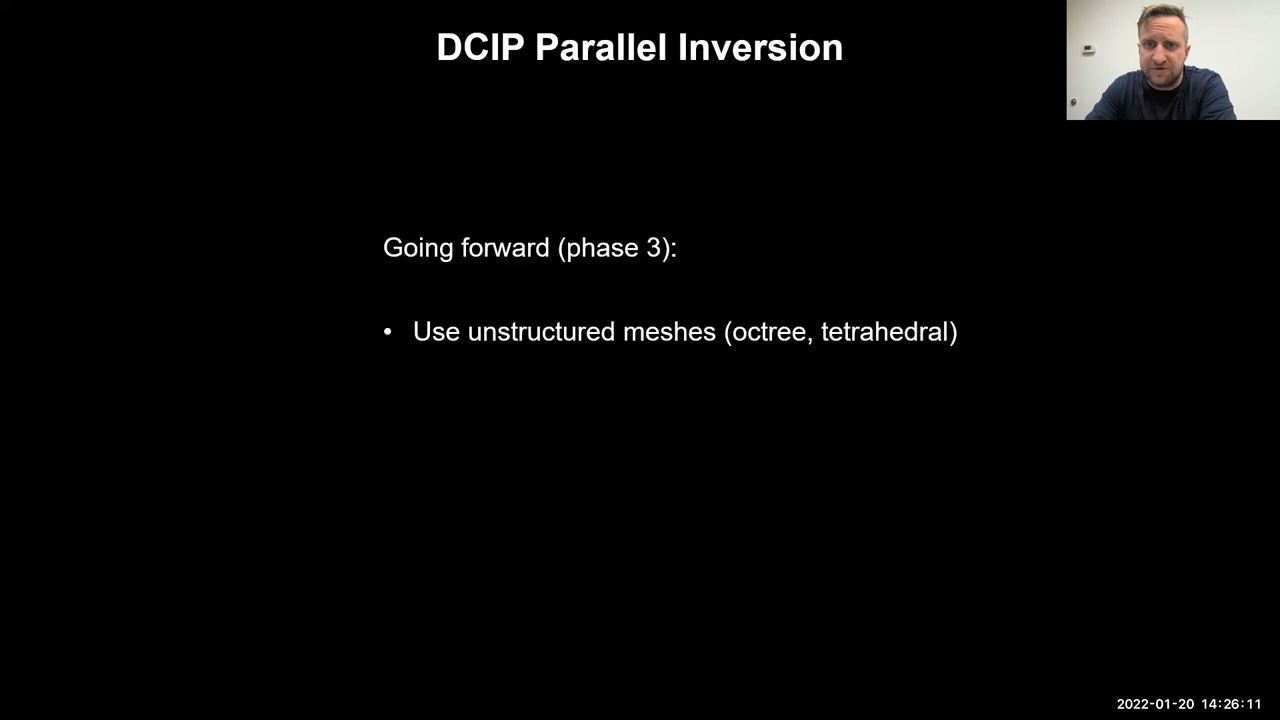 DCIP Parallel Inversion
Going forward (phase 3):
• Use unstructured meshes (octree, tetrahedral)
2022-01-20 14:26:11